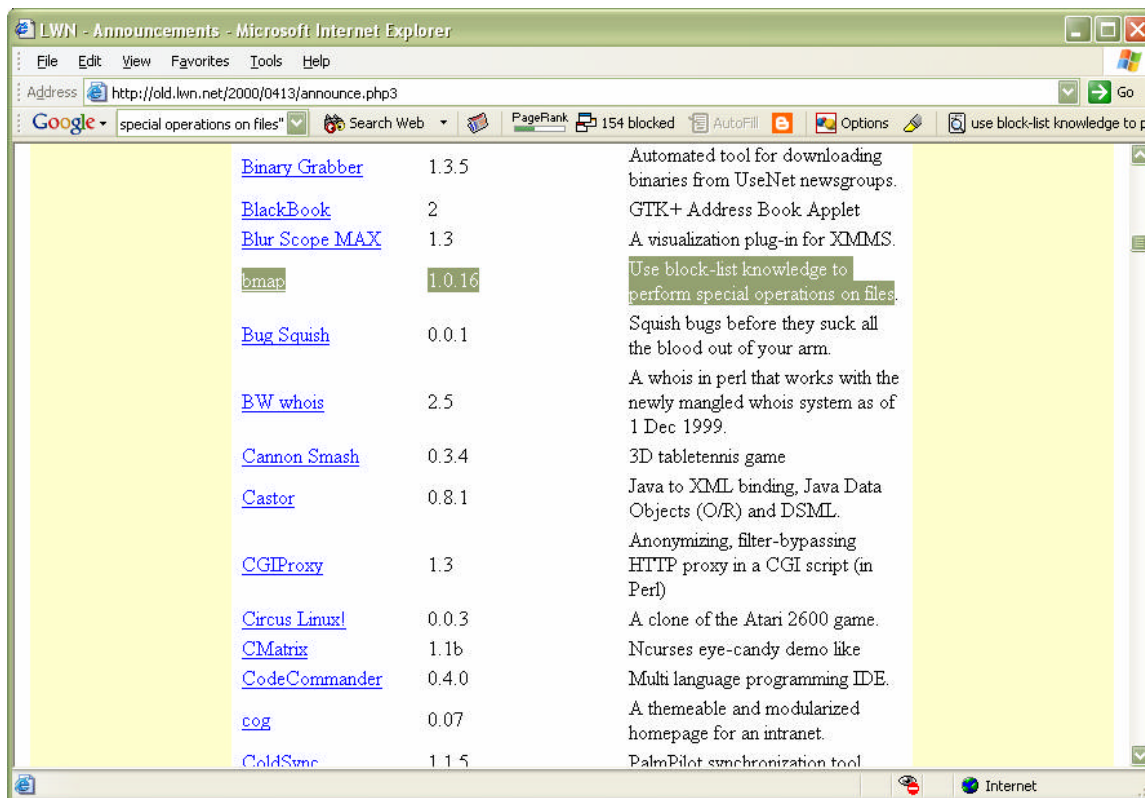 LWN - Announcements - Microsoft Internet Explorer
File Edit View Favorites Tools Help
Address http://old.lwn.net/2000/0413/announce.php3 Go
Google special operations on files" Search Web PageRank 154 blocked AutoFill Options use block-list knowledge to p
Automated tool for downloading
Binary Grabber 1.3.5
binaries from UseNet newsgroups.
BlackBook 2 GTK+ Address Book Applet
Blur Scope MAX 1.3 A visualization plug-in for XMMS.
Use block-list knowledge to
bmap 1.0.16
perform special operations on files.
Squish bugs before they suck all
Bug Squish 0.0.1
the blood out of your arm.
A whois in perl that works with the
BW whois 2.5 newly mangled whois system as of
1 Dec 1999.
Cannon Smash 0.3.4 3D tabletennis game
Java to XML binding, Java Data
Castor 0.8.1
Objects (O/R) and DSML.
Anonymizing, filter-bypassing
CGIProxy 1.3 HTTP proxy in a CGI script (in
Perl)
Circus Linux! 0.0.3 A clone of the Atari 2600 game.
CMatrix 1.1b Ncurses eye-candy demo like
CodeCommander 0.4.0 Multi language programming IDE.
A themeable and modularized
cog 0.07
homepage for an intranet.
ColdSync 1.1.5 PalmPilot synchronization tool
Internet